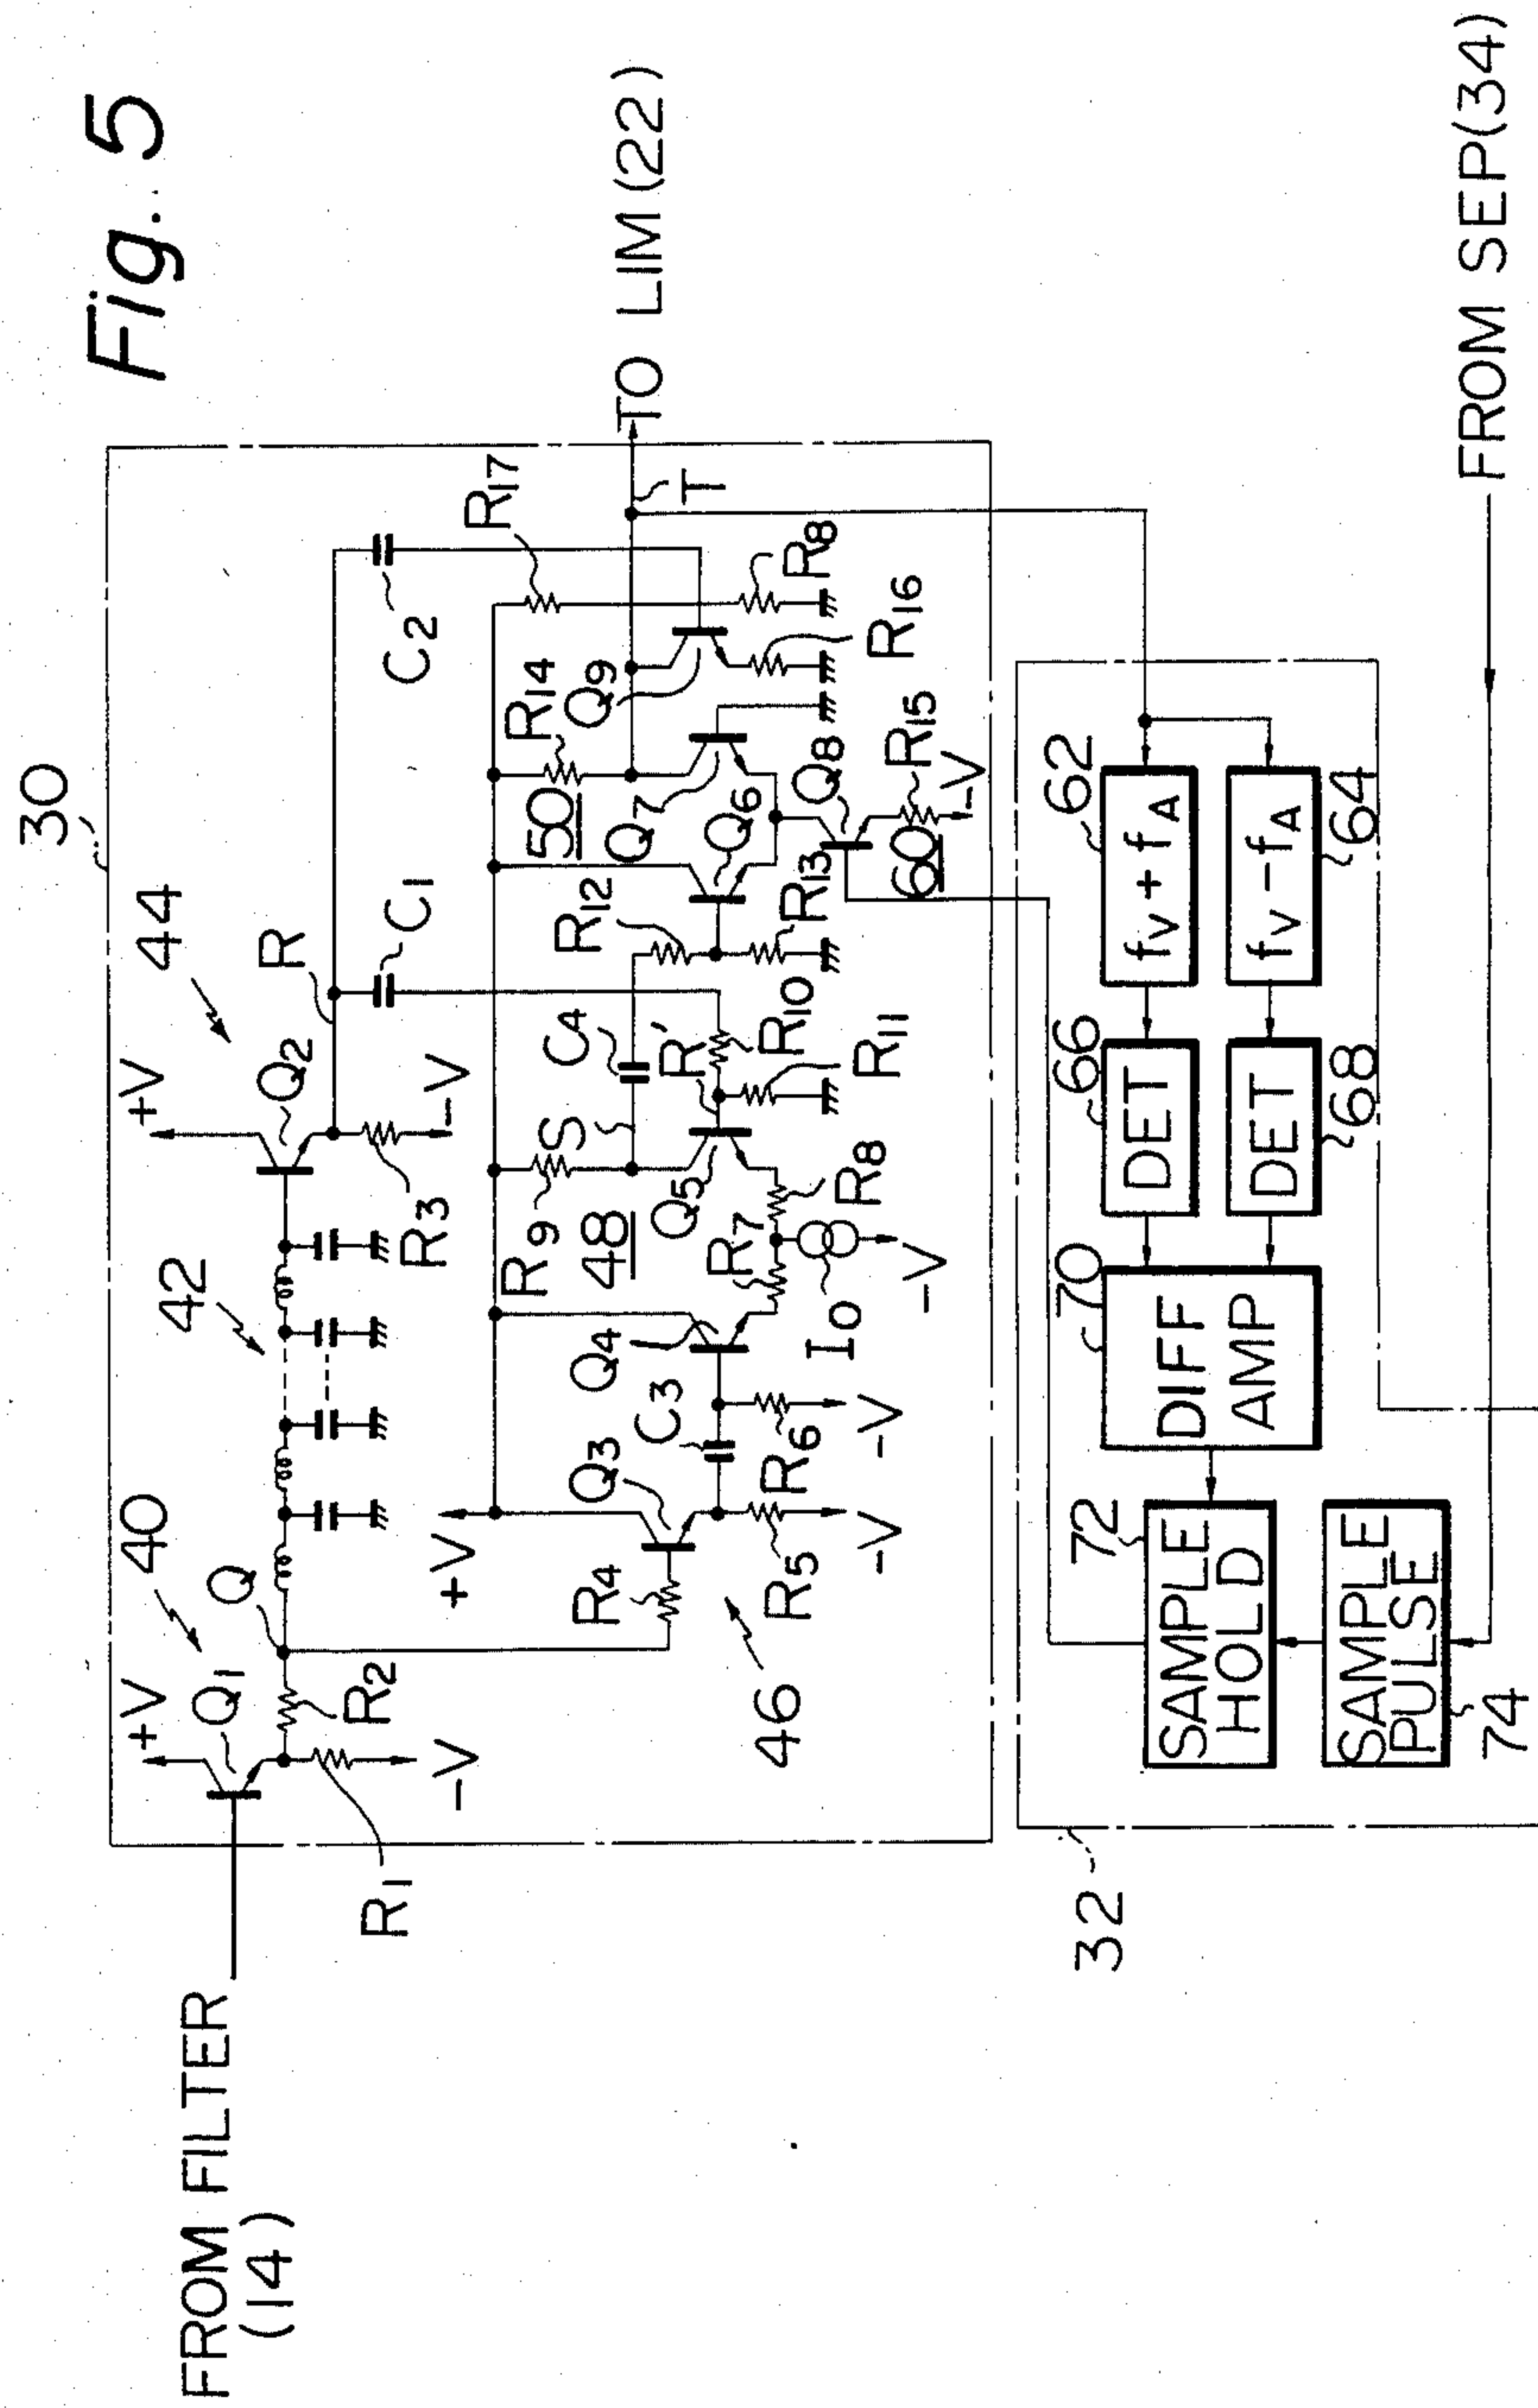 Fig. 5
30
40
42
44
+V
Q1
R2
Q
R1
-V
+V
Q2
R
R3
-V
C1
C2
FROM FILTER
(14)
+V
R4
Q3
R5
-V
46
C3
R6
-V
Q4
R7
I0
-V
R9
48
S
Q5
R8
C4
R'
R10
R11
R12
R13
50
R14
Q6
Q7
Q8
60
R15
-V
Q9
R16
R17
R8
T
TO LIM (22)
32
62
fV + fA
64
fV - fA
66
DET
68
DET
70
DIFF
AMP
72
SAMPLE
HOLD
74
SAMPLE
PULSE
FROM SEP(34)